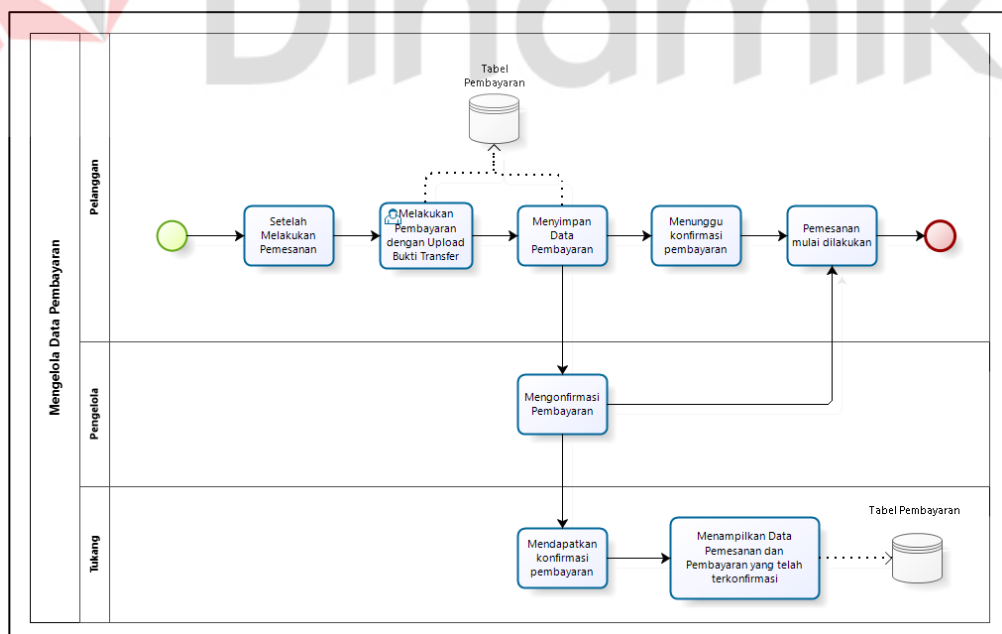 Dinamik
Mengelola Data Pembayaran
Pelanggan
Tabel
Pembayaran
Setelah
Melakukan
Pemesanan
Melakukan
Pembayaran
dengan Upload
Bukti Transfer
Menyimpan
Data
Pembayaran
Menunggu
konfirmasi
pembayaran
Pemesanan
mulai dilakukan
Pengelola
Mengonfirmasi
Pembayaran
Tukang
Mendapatkan
konfirmasi
pembayaran
Menampilkan Data
Pemesanan dan
Pembayaran yang telah
terkonfirmasi
Tabel Pembayaran